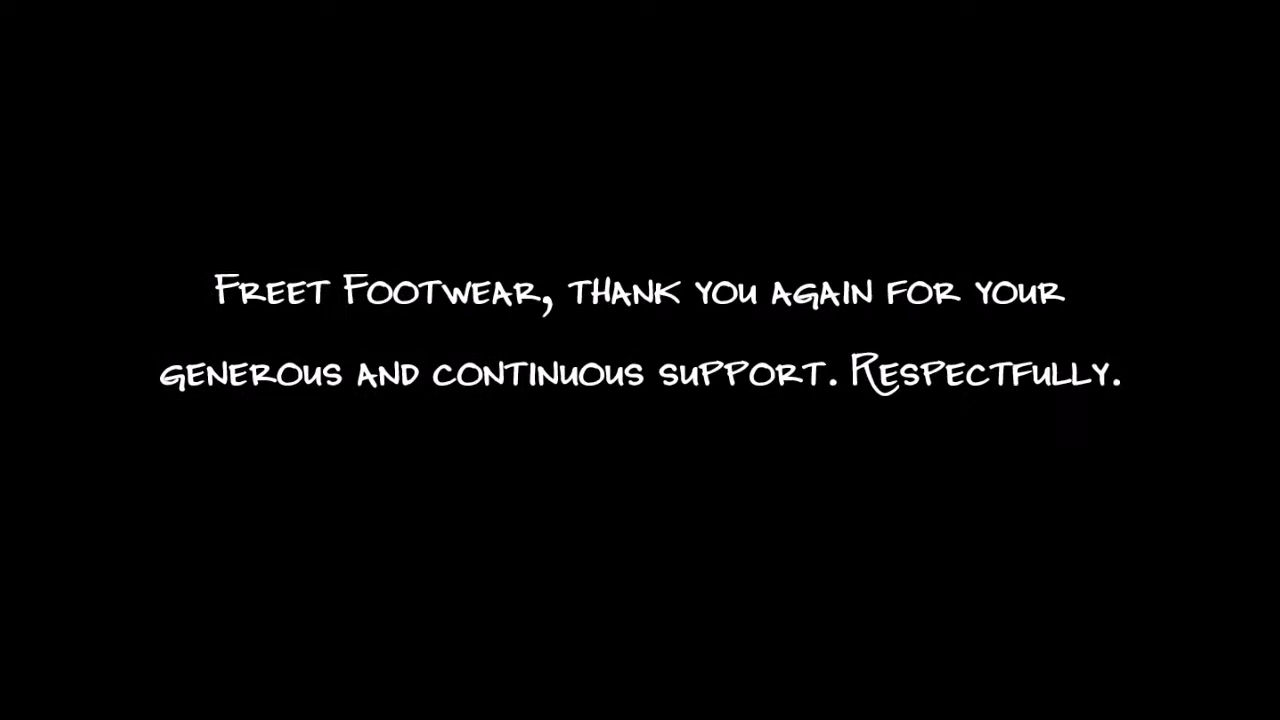 Freet Footwear, thank you again for your
generous and continuous support. Respectfully.